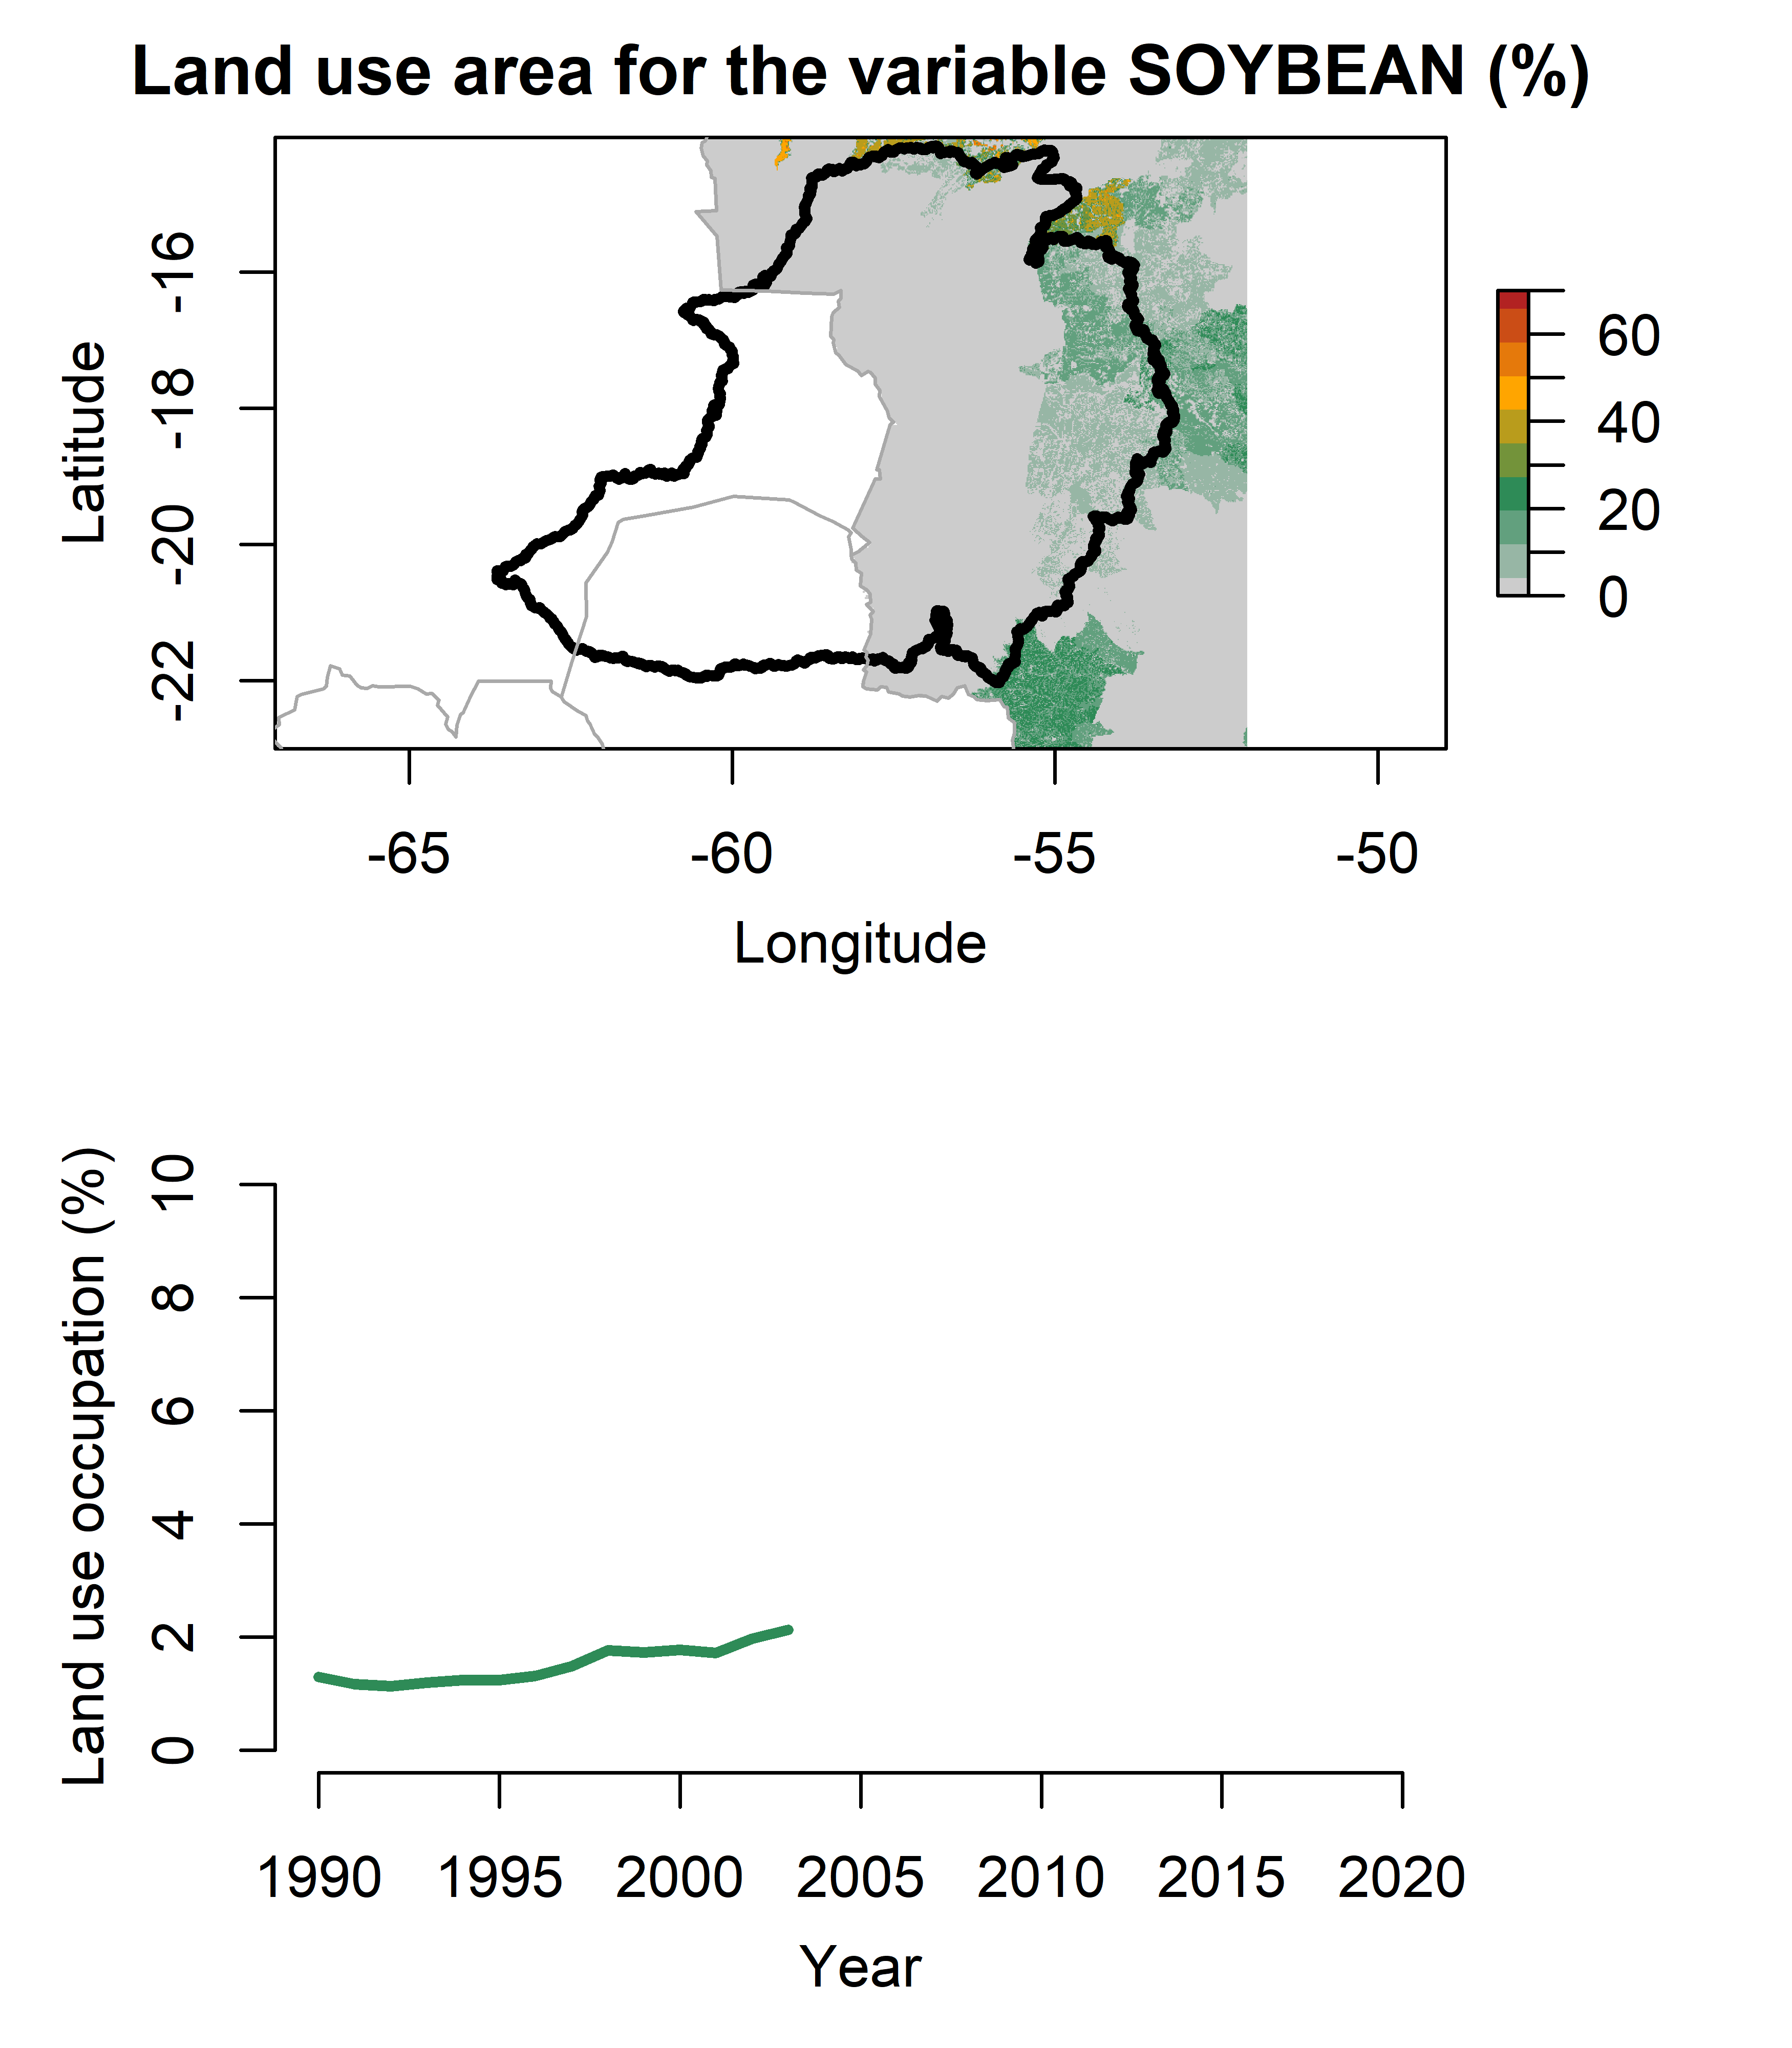 Land use area for the variable SOYBEAN (%)
Latitude
-16
-18
-20
-22
60
40
20
0
-65 -60 -55 -50
Longitude
Land use occupation (%)
10
8
6
4
2
0
1990 1995 2000 2005 2010 2015 2020
Year